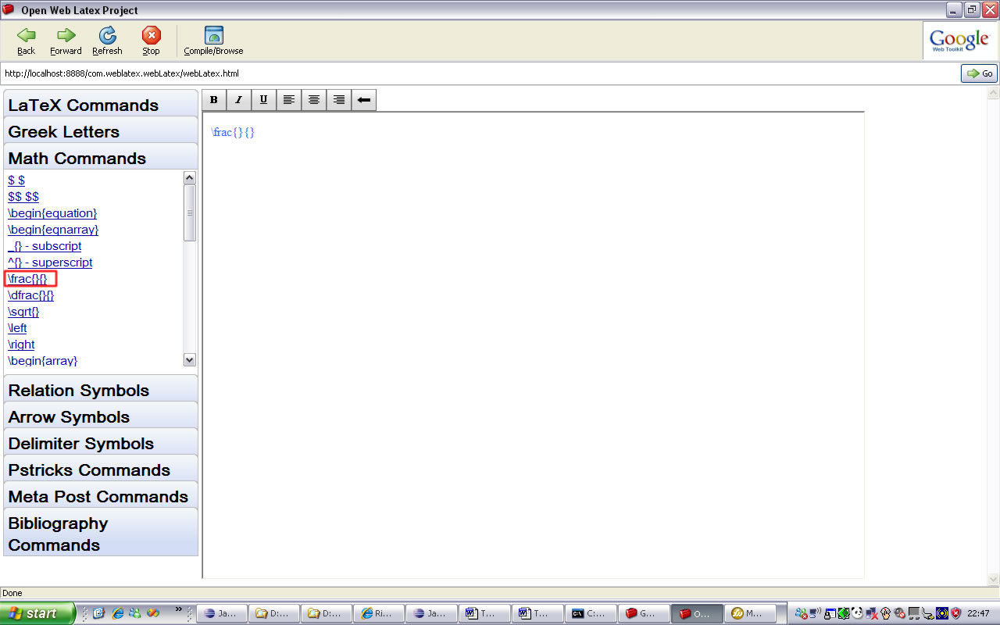 Open Web Latex Project
Back Forward Refresh Stop Compile/Browse
Google
Web Toolkit
http://localhost:8888/com.weblatex.webLatex/webLatex.html
Go
LaTeX Commands
Greek Letters
Math Commands
$ $
$$ $$
\begin{equation}
\begin{eqnarray}
_{} - subscript
^{} - superscript
\frac{}{}
\dfrac{}{}
\sqrt{}
\left
\right
\begin{array}
Relation Symbols
Arrow Symbols
Delimiter Symbols
Pstricks Commands
Meta Post Commands
Bibliography
Commands
B I U
\frac{}{}
Done
start
Ja... D:... D:... Ri... Ja... T... T... C:... G... O... M...
22:47